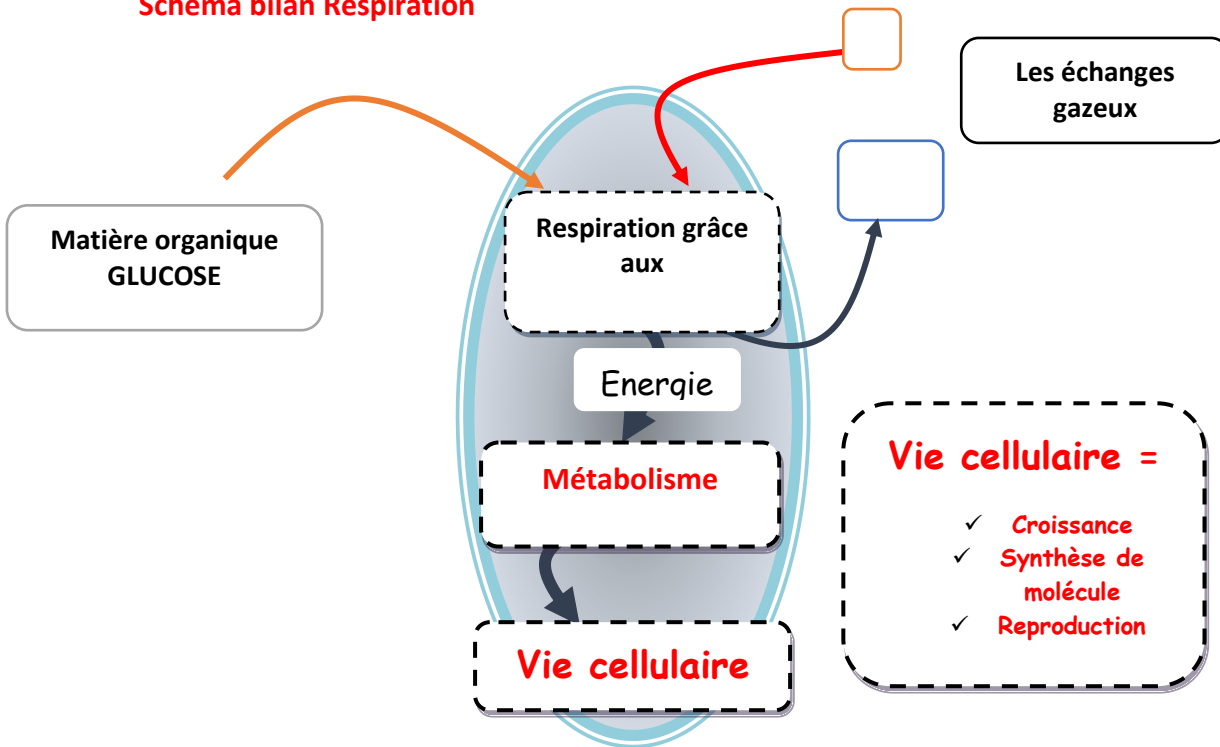 Schéma bilan Respiration
Les échanges
gazeux
Matière organique
GLUCOSE
Respiration grâce
aux
Energie
Métabolisme
Vie cellulaire =
✓ Croissance
✓ Synthèse de
molécule
✓ Reproduction
Vie cellulaire